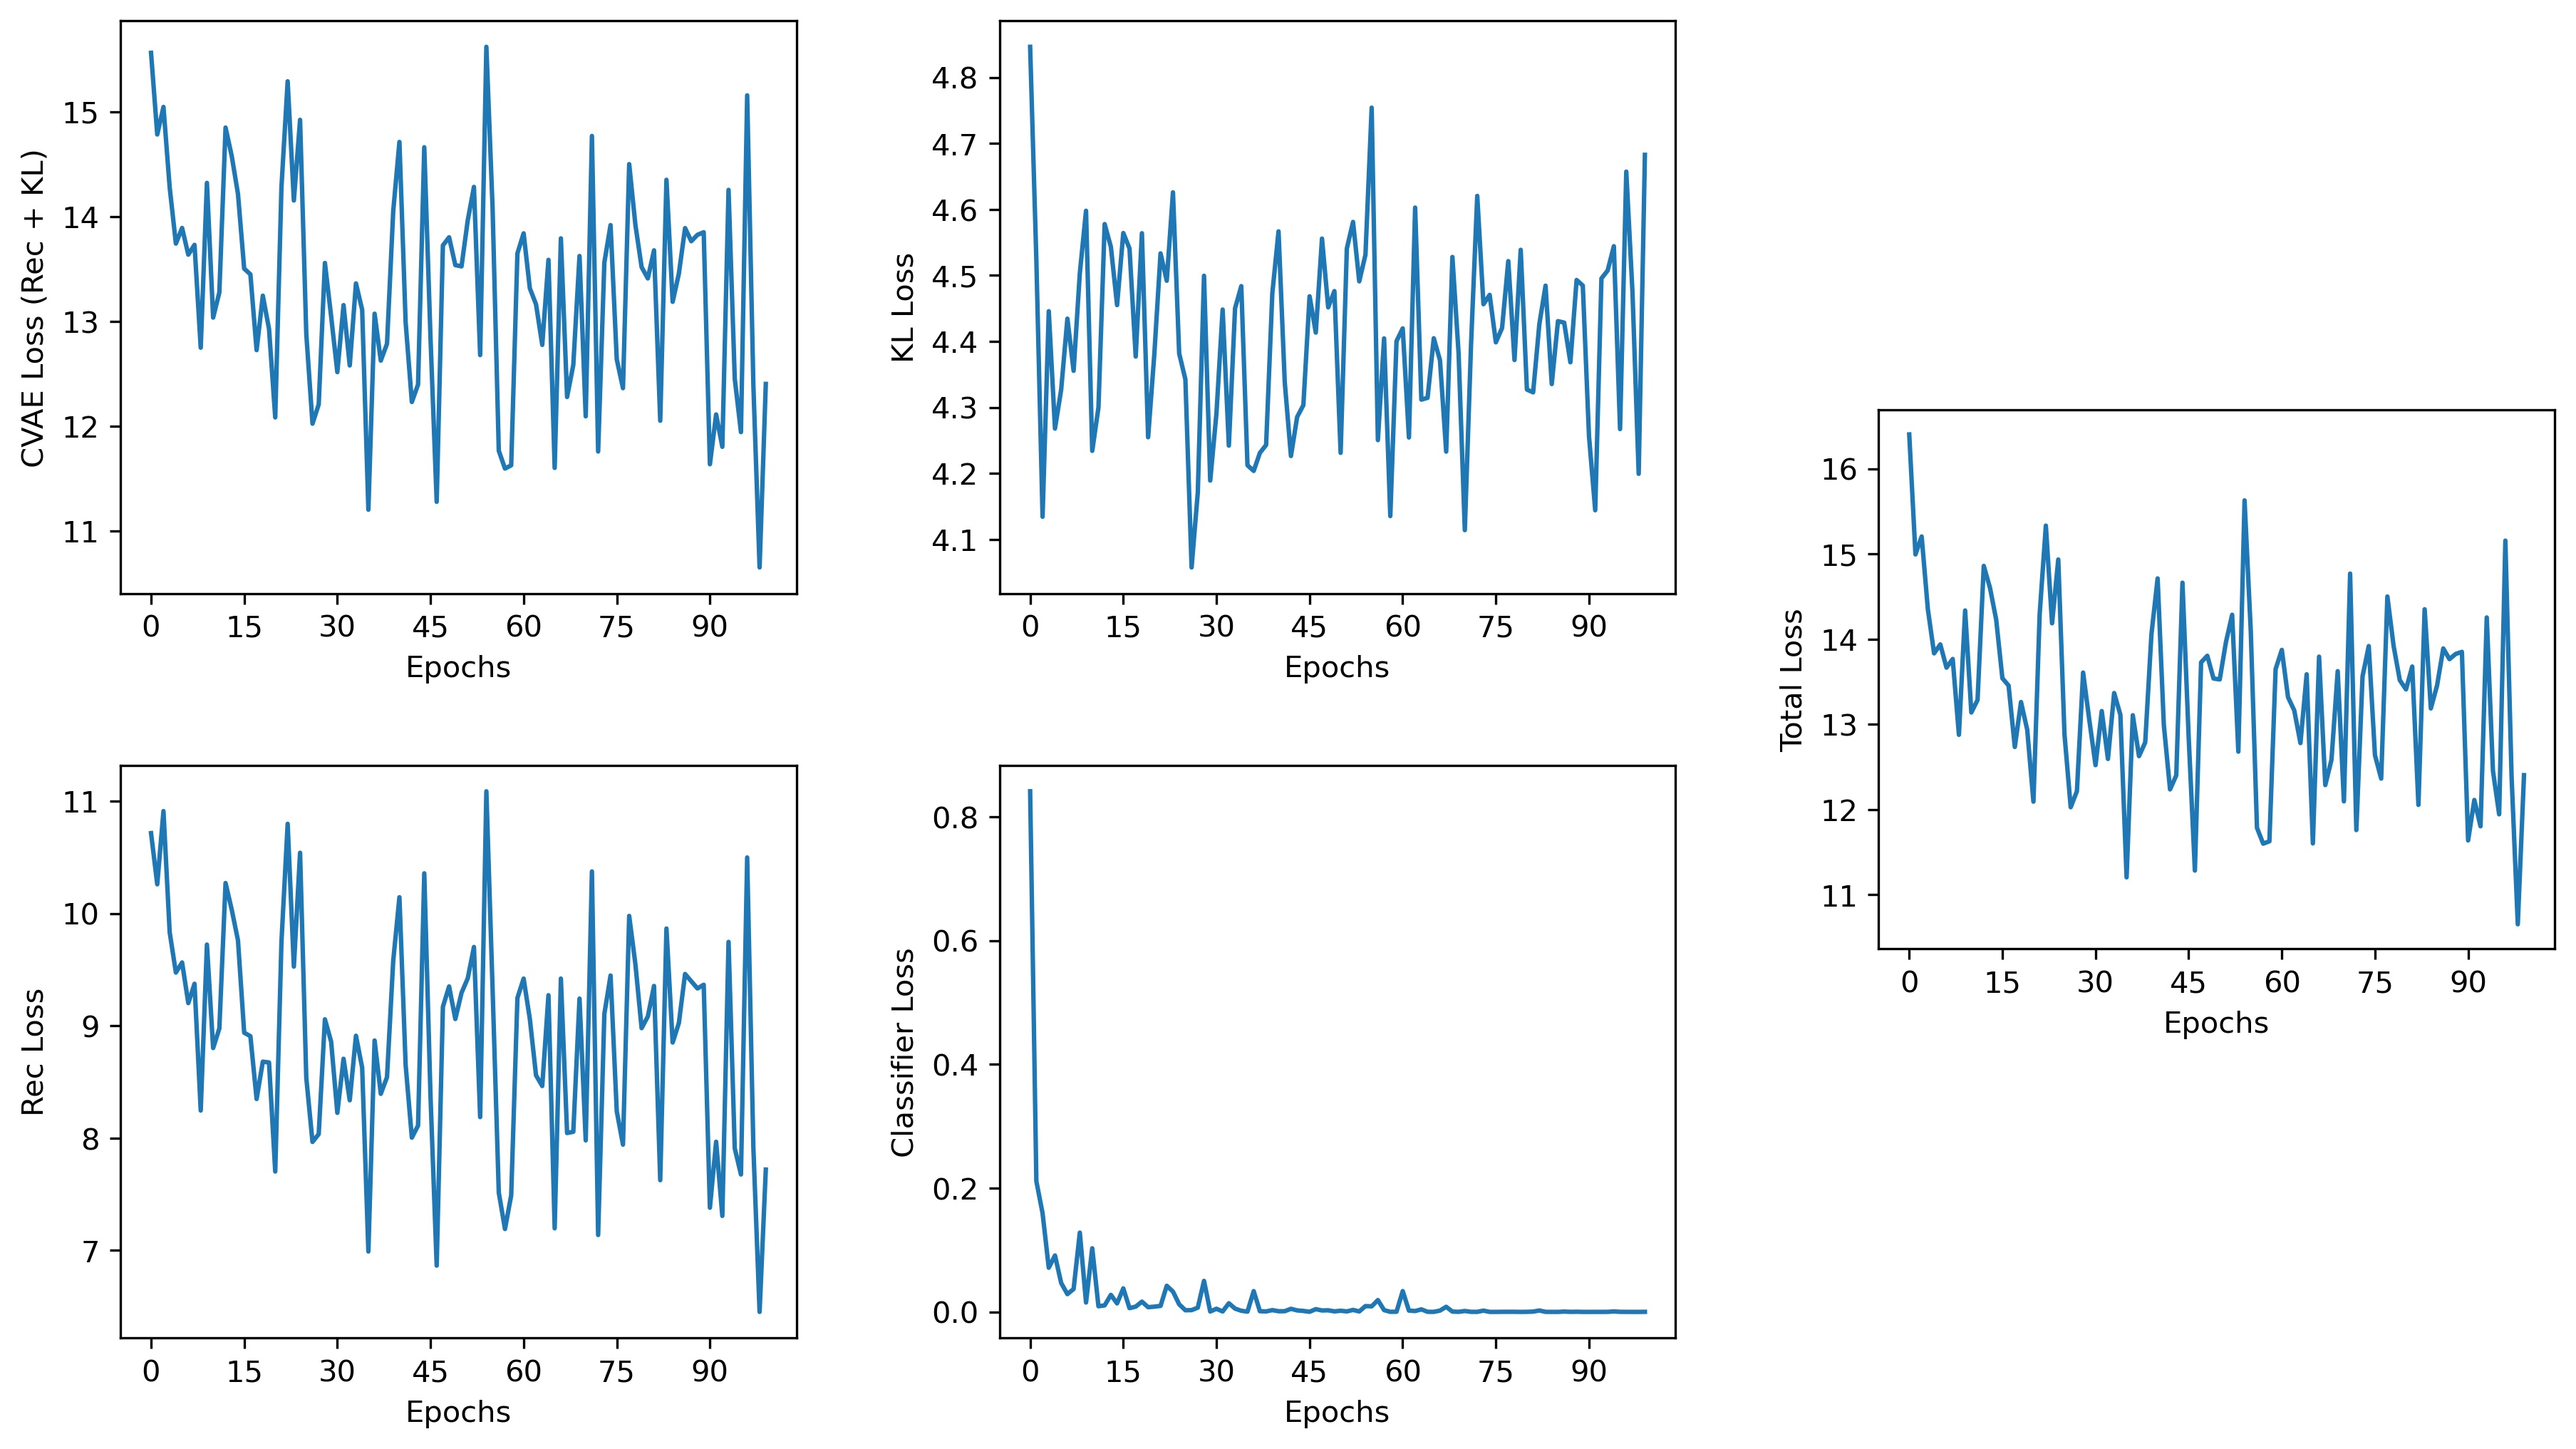 CVAE Loss (Rec + KL)
15
14
13
12
11
0 15 30 45 60 75 90
Epochs
KL Loss
4.8
4.7
4.6
4.5
4.4
4.3
4.2
4.1
0 15 30 45 60 75 90
Epochs
Rec Loss
11
10
9
8
7
0 15 30 45 60 75 90
Epochs
Classifier Loss
0.8
0.6
0.4
0.2
0.0
0 15 30 45 60 75 90
Epochs
Total Loss
16
15
14
13
12
11
0 15 30 45 60 75 90
Epochs